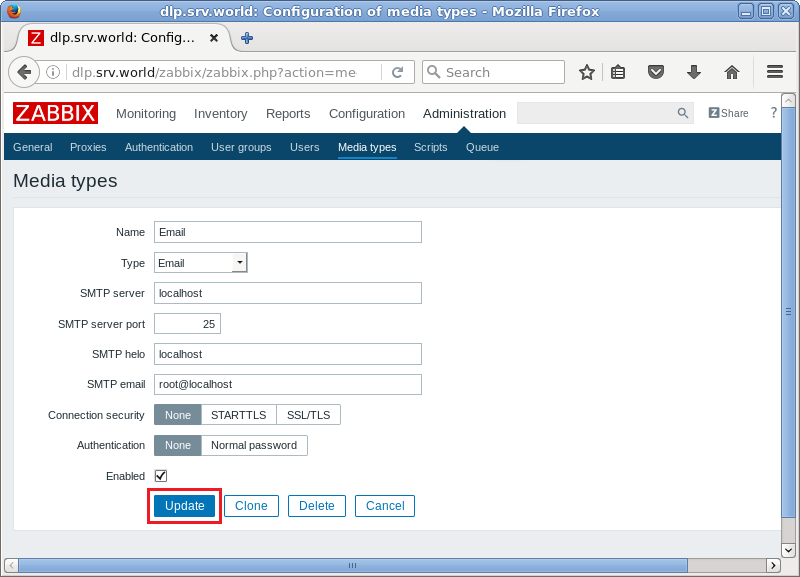 dlp.srv.world: Configuration of media types - Mozilla Firefox
Z dlp.srv.world: Config... ×
dlp.srv.world/zabbix/zabbix.php?action=me Search
ZABBIX Monitoring Inventory Reports Configuration Administration Z Share ?
General Proxies Authentication User groups Users Media types Scripts Queue
Media types
Name Email
Type Email
SMTP server localhost
SMTP server port 25
SMTP helo localhost
SMTP email root@localhost
Connection security None STARTTLS SSL/TLS
Authentication None Normal password
Enabled
Update Clone Delete Cancel